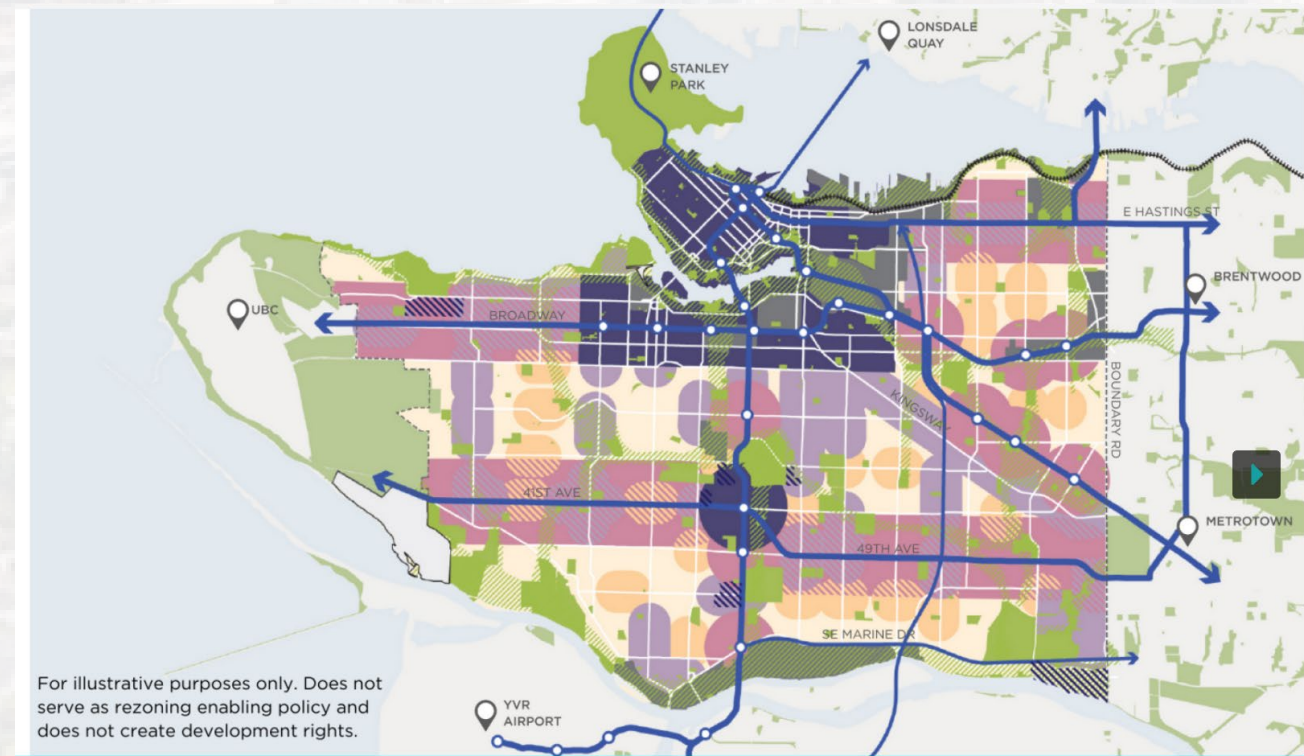 LONSDALE
QUAY
STANLEY
PARK
E HASTINGS ST
BRENTWOOD
UBC
BROADWAY
BOUNDARY RD
KINGSWAY
41ST AVE
METROTOWN
49TH AVE
SE MARINE DR
For illustrative purposes only. Does not
serve as rezoning enabling policy and
does not create development rights.
YVR
AIRPORT